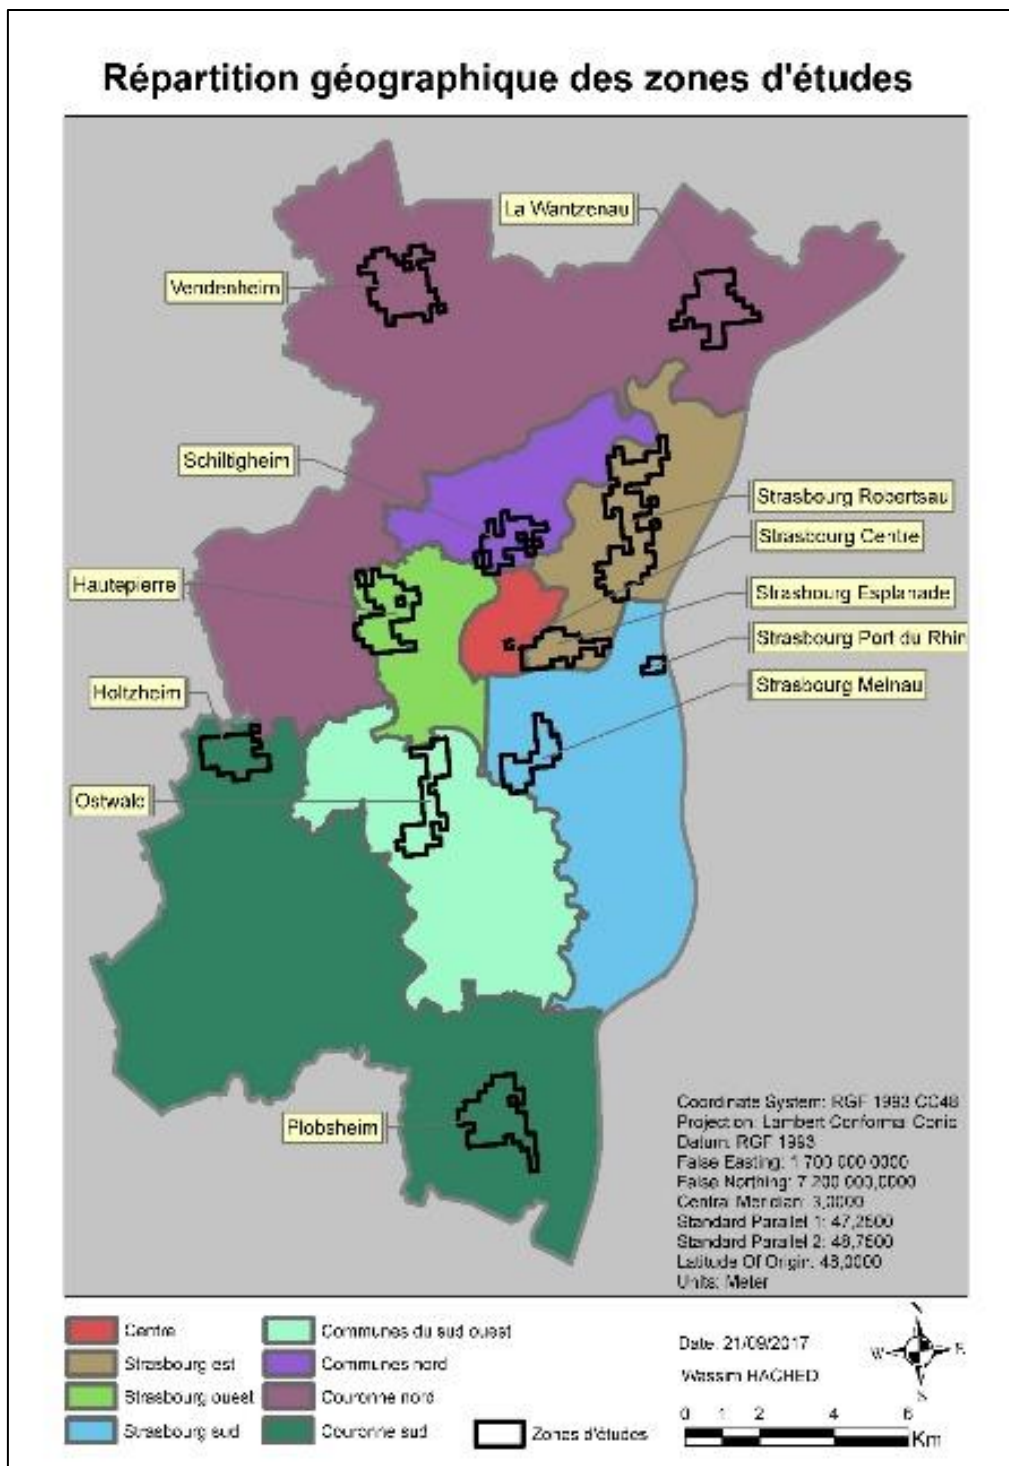 Répartition géographique des zones d'études
La Wantzenau
Vendenheim
Schiltigheim
Strasbourg Robertsau
Strasbourg Centre
Hautepierre
Strasbourg Esplanade
Strasbourg Port du Rhin
Holtzheim
Strasbourg Meinau
Ostwald
Plobsheim
Coordinate System: RGF 1993 CC48
Projection: Lambert Conformal Conic
Datum: RGF 1993
False Easting: 1 700 000,0000
False Northing: 7 200 000,0000
Central Meridian: 3,0000
Standard Parallel 1: 47,2500
Standard Parallel 2: 48,7500
Latitude Of Origin: 48,0000
Units: Meter
Centre
Strasbourg est
Strasbourg ouest
Strasbourg sud
Communes du sud ouest
Communes nord
Couronne nord
Couronne sud
Zones d'études
Date: 21/09/2017
Wassim HACHED
N
W
E
S
0 1 2 4 6
Km